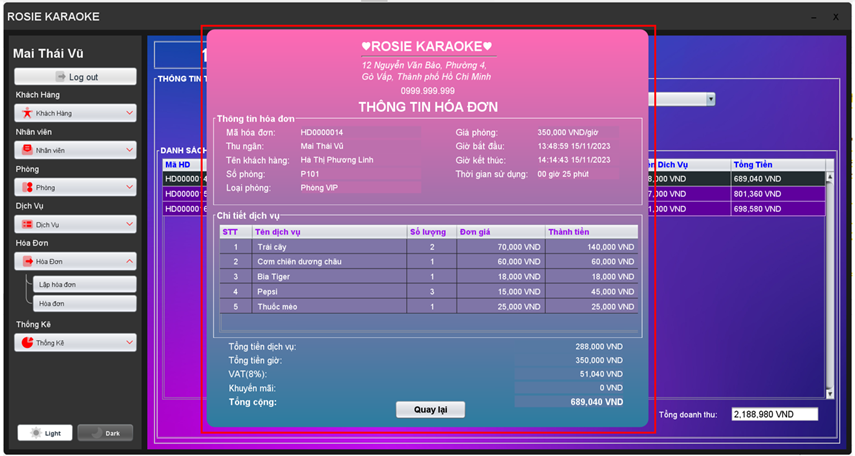 ROSIE KARAOKE
- X
Mai Thái Vũ
Log out
Khách Hàng
Khách Hàng
Nhân viên
Nhân viên
Phòng
Phòng
Dịch Vụ
Dịch Vụ
Hóa Đơn
Hóa Đơn
Lập hóa đơn
Hóa đơn
Thống Kê
Thống Kê
Light
Dark
THÔNG TIN
DANH SÁCH
Mã HD
Dịch Vụ
Tổng Tiền
689,040 VND
801,360 VND
698,580 VND
Tổng doanh thu:
2,188,980 VND
♥ROSIE KARAOKE♥
12 Nguyễn Văn Bảo, Phường 4,
Gò Vấp, Thành phố Hồ Chí Minh
0999.999.999
THÔNG TIN HÓA ĐƠN
Thông tin hóa đơn
Mã hóa đơn: HD0000014
Giá phòng: 350,000 VND/giờ
Thu ngân: Mai Thái Vũ
Giờ bắt đầu: 13:48:59 15/11/2023
Tên khách hàng: Hà Thị Phương Linh
Giờ kết thúc: 14:14:43 15/11/2023
Số phòng: P101
Thời gian sử dụng: 00 giờ 25 phút
Loại phòng: Phòng VIP
Chi tiết dịch vụ
STT Tên dịch vụ Số lượng Đơn giá Thành tiền
1 Trái cây 2 70,000 VND 140,000 VND
2 Cơm chiên dương châu 1 60,000 VND 60,000 VND
3 Bia Tiger 1 18,000 VND 18,000 VND
4 Pepsi 3 15,000 VND 45,000 VND
5 Thuốc mèo 1 25,000 VND 25,000 VND
Tổng tiền dịch vụ: 288,000 VND
Tổng tiền giờ: 350,000 VND
VAT(8%): 51,040 VND
Khuyến mãi: 0 VND
Tổng cộng: 689,040 VND
Quay lại